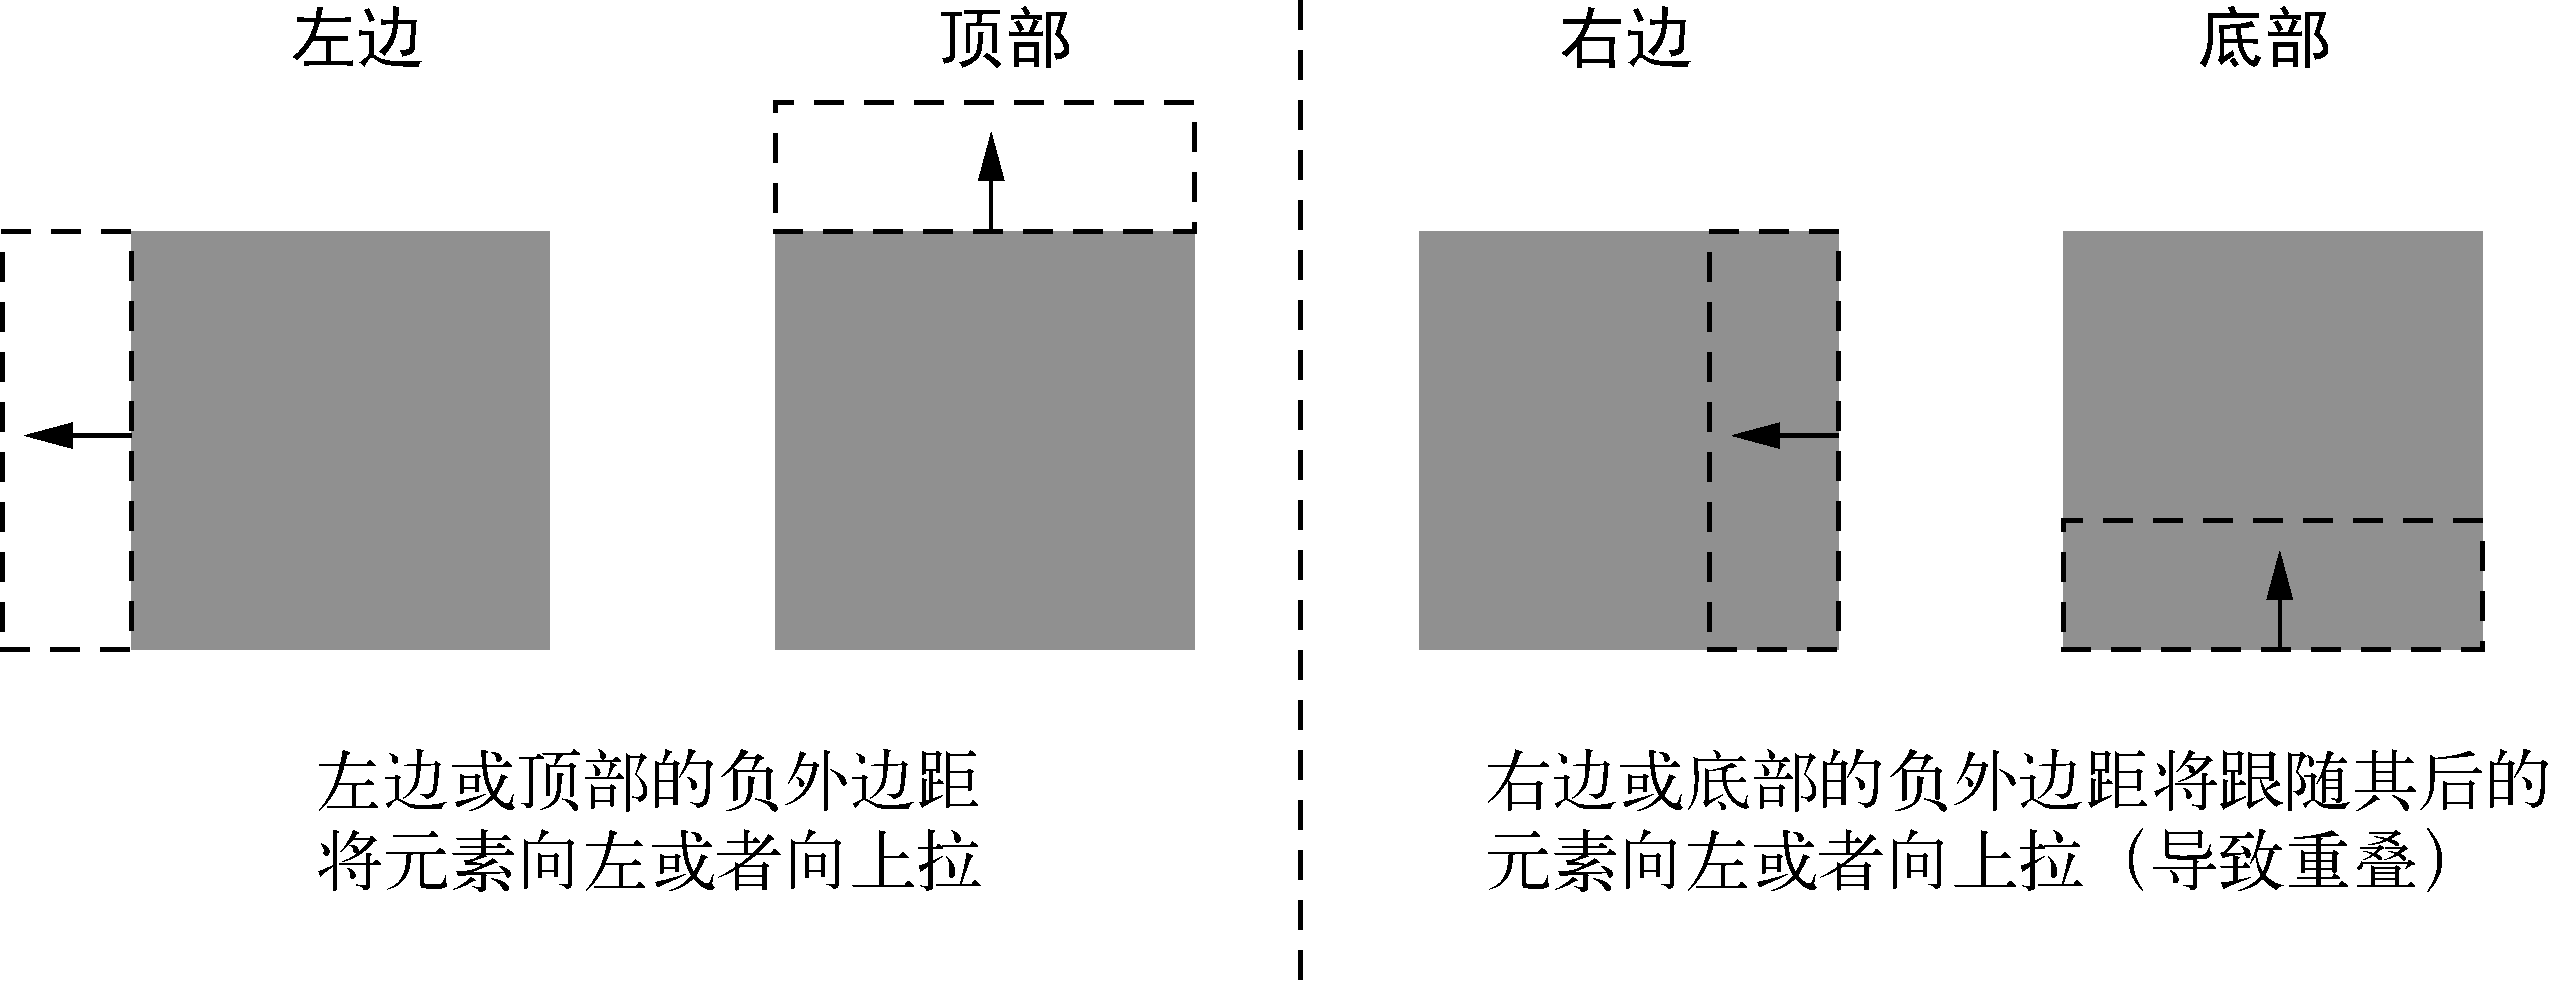 左边
顶部
右边
底部
左边或顶部的负外边距
将元素向左或者向上拉
右边或底部的负外边距将跟随其后的
元素向左或者向上拉（导致重叠）